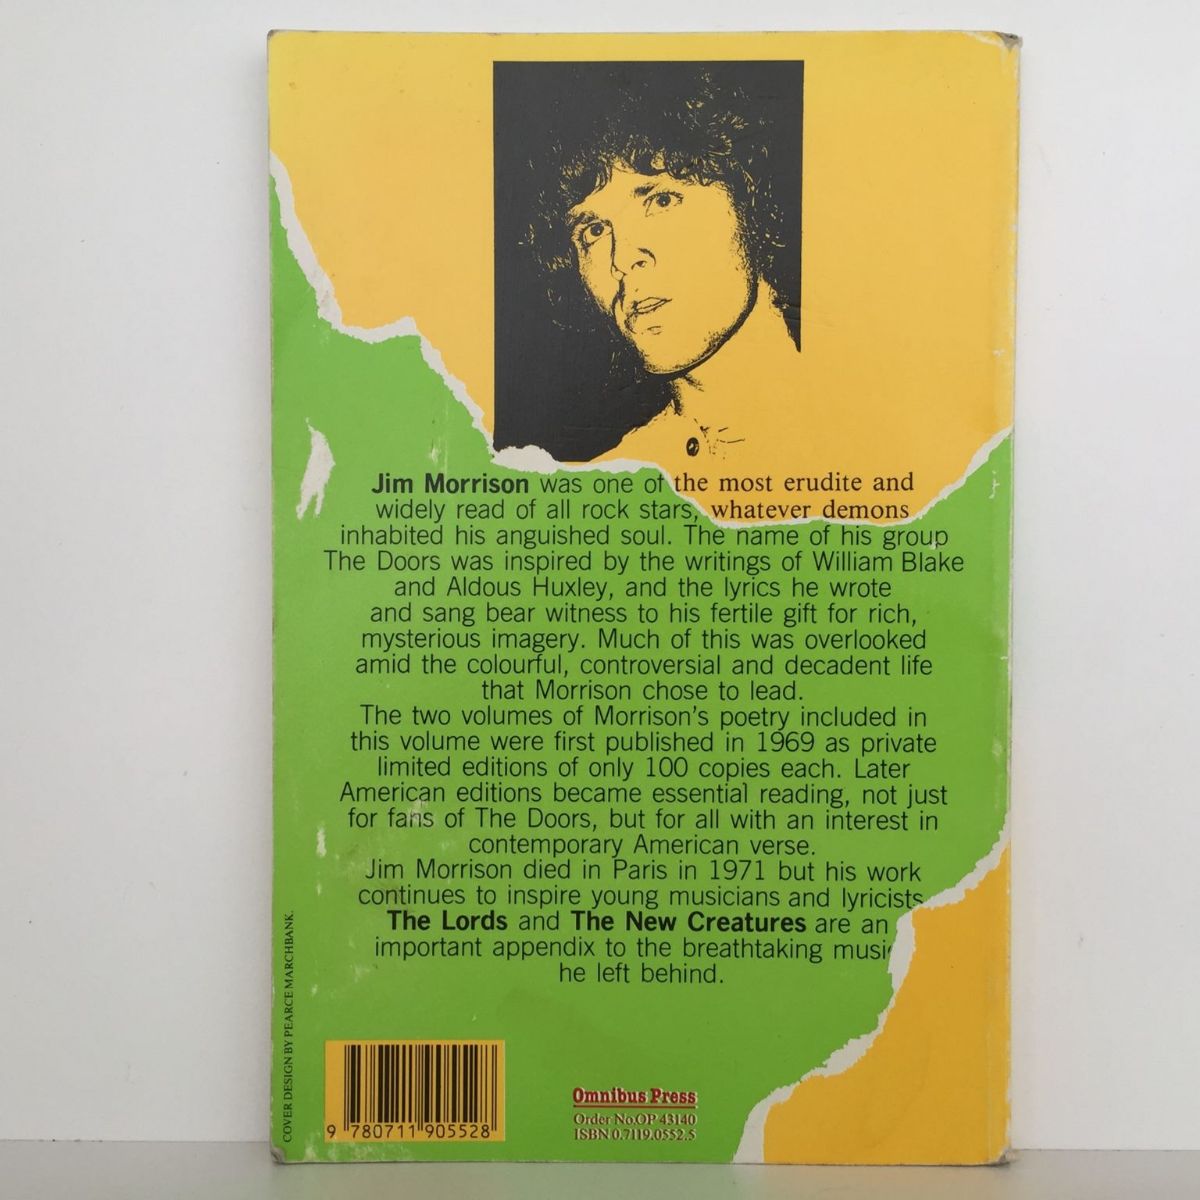 Jim Morrison was one of the most erudite and
widely read of all rock stars, whatever demons
inhabited his anguished soul. The name of his group
The Doors was inspired by the writings of William Blake
and Aldous Huxley, and the lyrics he wrote
and sang bear witness to his fertile gift for rich,
mysterious imagery. Much of this was overlooked
amid the colourful, controversial and decadent life
that Morrison chose to lead.
The two volumes of Morrison's poetry included in
this volume were first published in 1969 as private
limited editions of only 100 copies each. Later
American editions became essential reading, not just
for fans of The Doors, but for all with an interest in
contemporary American verse.
Jim Morrison died in Paris in 1971 but his work
continues to inspire young musicians and lyricists
The Lords and The New Creatures are an
important appendix to the breathtaking music
he left behind.
COVER DESIGN BY PEARCE MARCHBANK.
9 780711 905528
Omnibus Press
Order No.OP 43140
ISBN 0.7119.0552.5